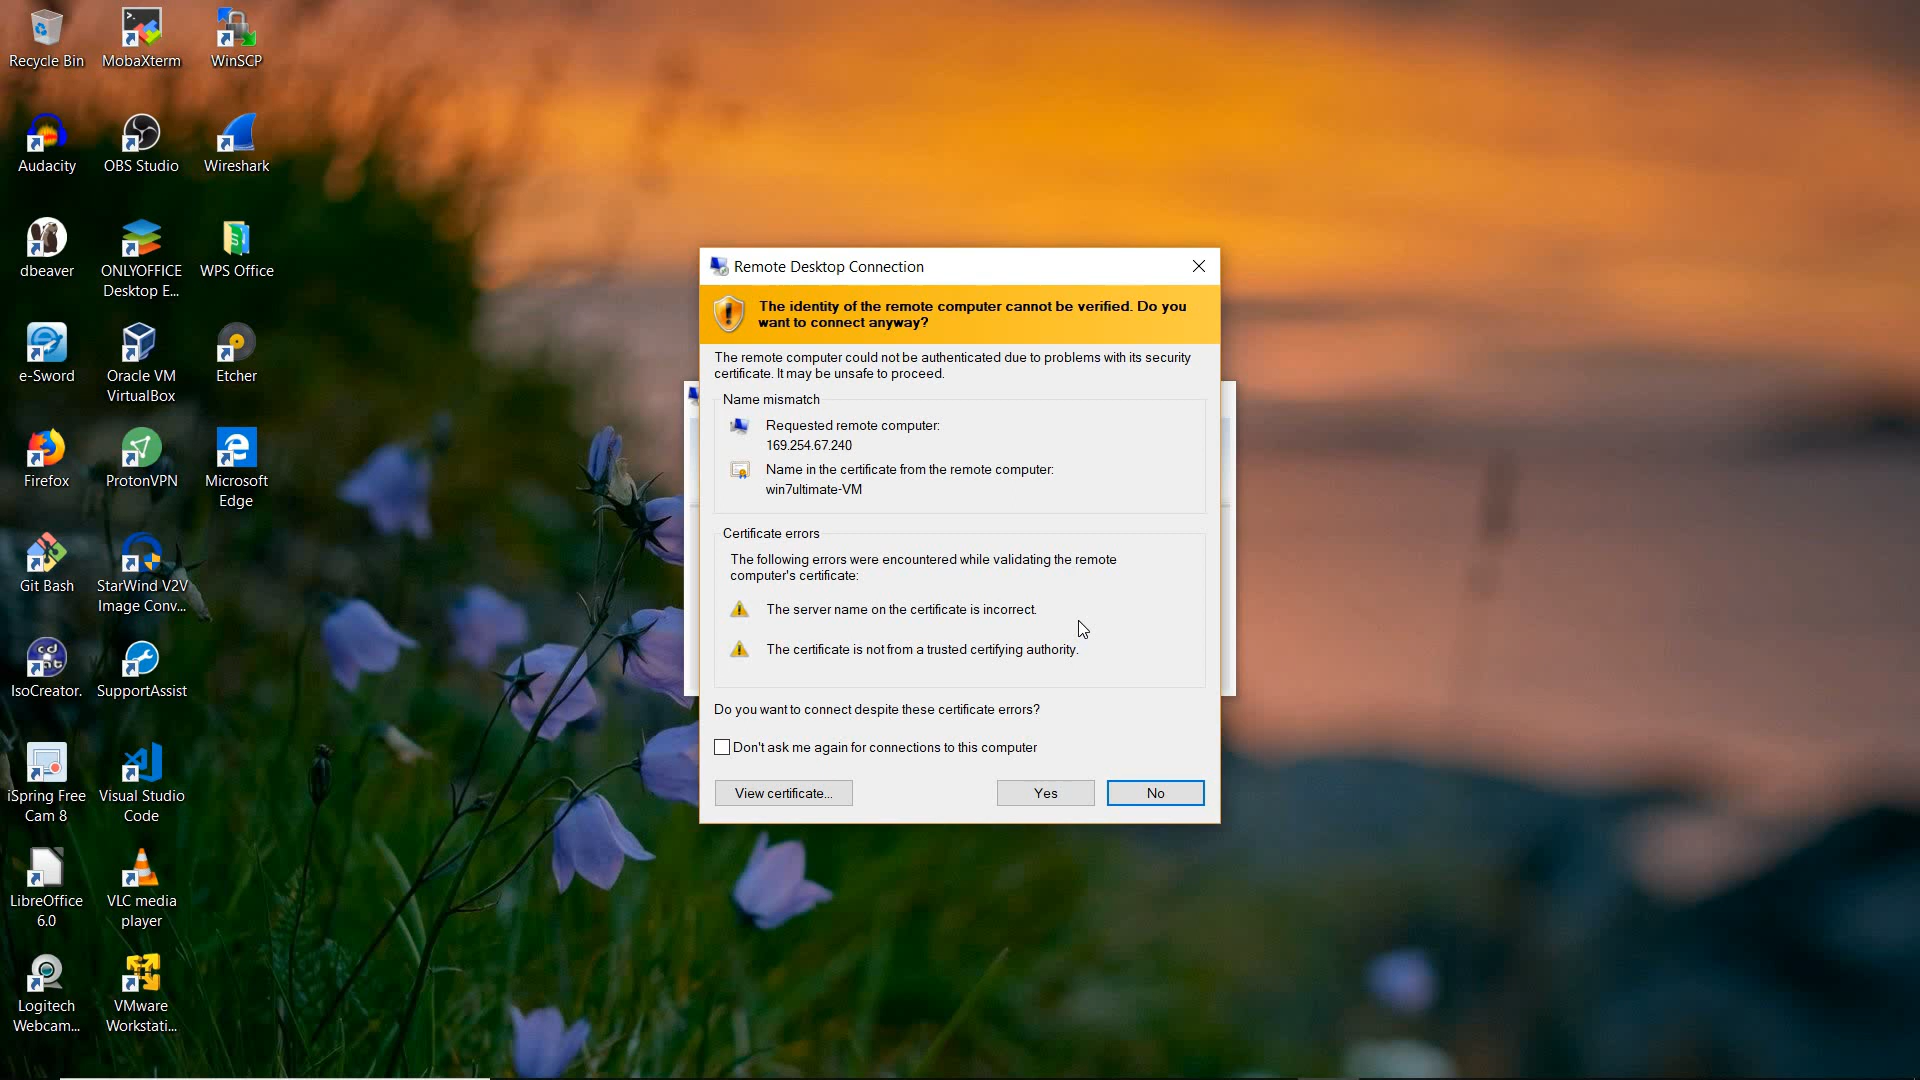 Recycle Bin
MobaXterm
WinSCP
Audacity
OBS Studio
Wireshark
dbeaver
ONLYOFFICE
Desktop E...
WPS Office
e-Sword
Oracle VM
VirtualBox
Etcher
Firefox
ProtonVPN
Microsoft
Edge
Git Bash
StarWind V2V
Image Conv...
IsoCreator.
SupportAssist
iSpring Free
Cam 8
Visual Studio
Code
LibreOffice
6.0
VLC media
player
Logitech
Webcam...
VMware
Workstati...
Remote Desktop Connection
The identity of the remote computer cannot be verified. Do you
want to connect anyway?
The remote computer could not be authenticated due to problems with its security
certificate. It may be unsafe to proceed.
Name mismatch
Requested remote computer:
169.254.67.240
Name in the certificate from the remote computer:
win7ultimate-VM
Certificate errors
The following errors were encountered while validating the remote
computer's certificate:
The server name on the certificate is incorrect.
The certificate is not from a trusted certifying authority.
Do you want to connect despite these certificate errors?
Don't ask me again for connections to this computer
View certificate...
Yes
No